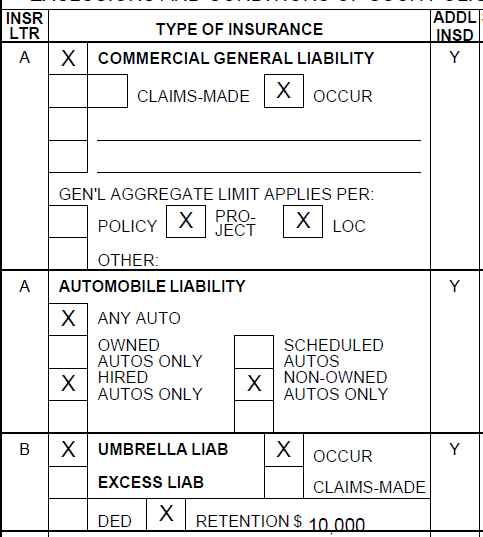 INSR LTR TYPE OF INSURANCE ADDL INSD
A X COMMERCIAL GENERAL LIABILITY Y
CLAIMS-MADE X OCCUR
GEN'L AGGREGATE LIMIT APPLIES PER:
POLICY X PRO-JECT X LOC
OTHER:
A AUTOMOBILE LIABILITY Y
X ANY AUTO
OWNED AUTOS ONLY SCHEDULED AUTOS
X HIRED AUTOS ONLY X NON-OWNED AUTOS ONLY
B X UMBRELLA LIAB X OCCUR Y
EXCESS LIAB CLAIMS-MADE
DED X RETENTION $ 10,000